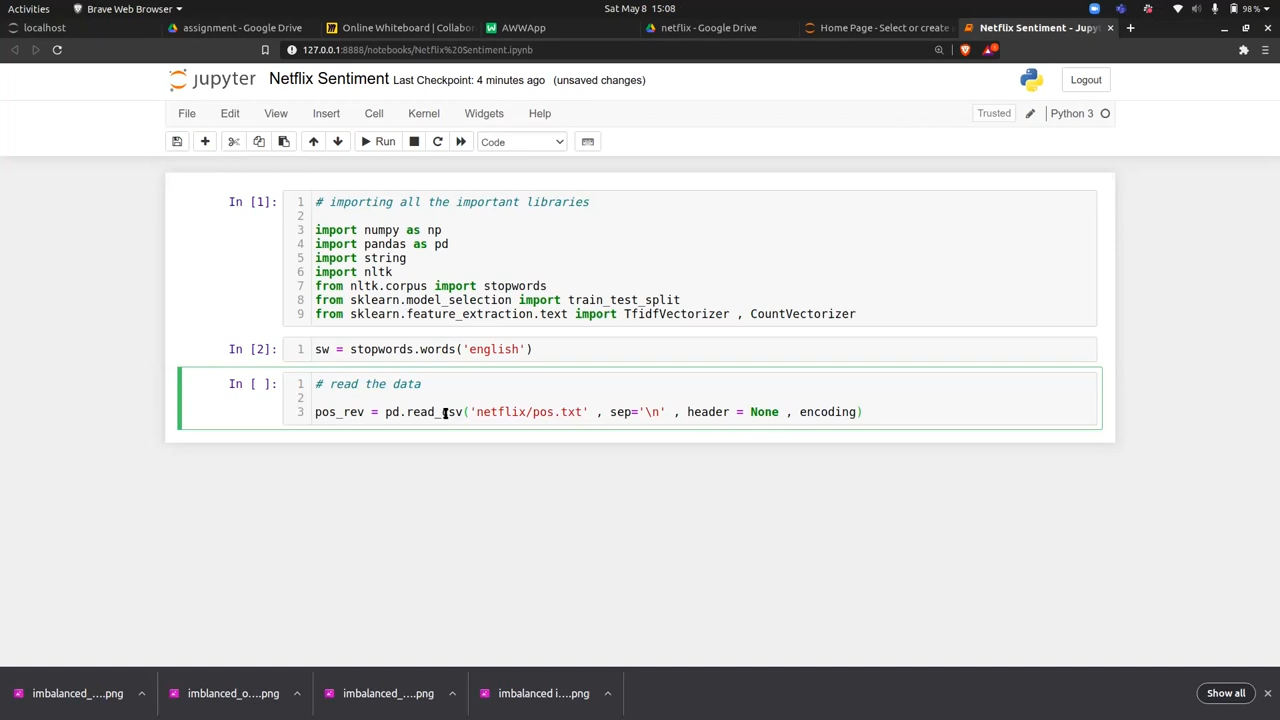 Activities Brave Web Browser Sat May 8 15:08 98 %
localhost assignment - Google Drive Online Whiteboard | Collabo AWWApp netflix - Google Drive Home Page - Select or create Netflix Sentiment - Jupyt
127.0.0.1:8888/notebooks/Netflix%20Sentiment.ipynb
jupyter Netflix Sentiment Last Checkpoint: 4 minutes ago (unsaved changes) Logout
File Edit View Insert Cell Kernel Widgets Help Trusted Python 3
Run Code
In [1]: 1 # importing all the important libraries
2
3 import numpy as np
4 import pandas as pd
5 import string
6 import nltk
7 from nltk.corpus import stopwords
8 from sklearn.model_selection import train_test_split
9 from sklearn.feature_extraction.text import TfidfVectorizer , CountVectorizer
In [2]: 1 sw = stopwords.words('english')
In [ ]: 1 # read the data
2
3 pos_rev = pd.read_csv('netflix/pos.txt' , sep='\n' , header = None , encoding)
imbalanced_....png imblanced_o....png imbalanced_....png imbalanced i....png Show all